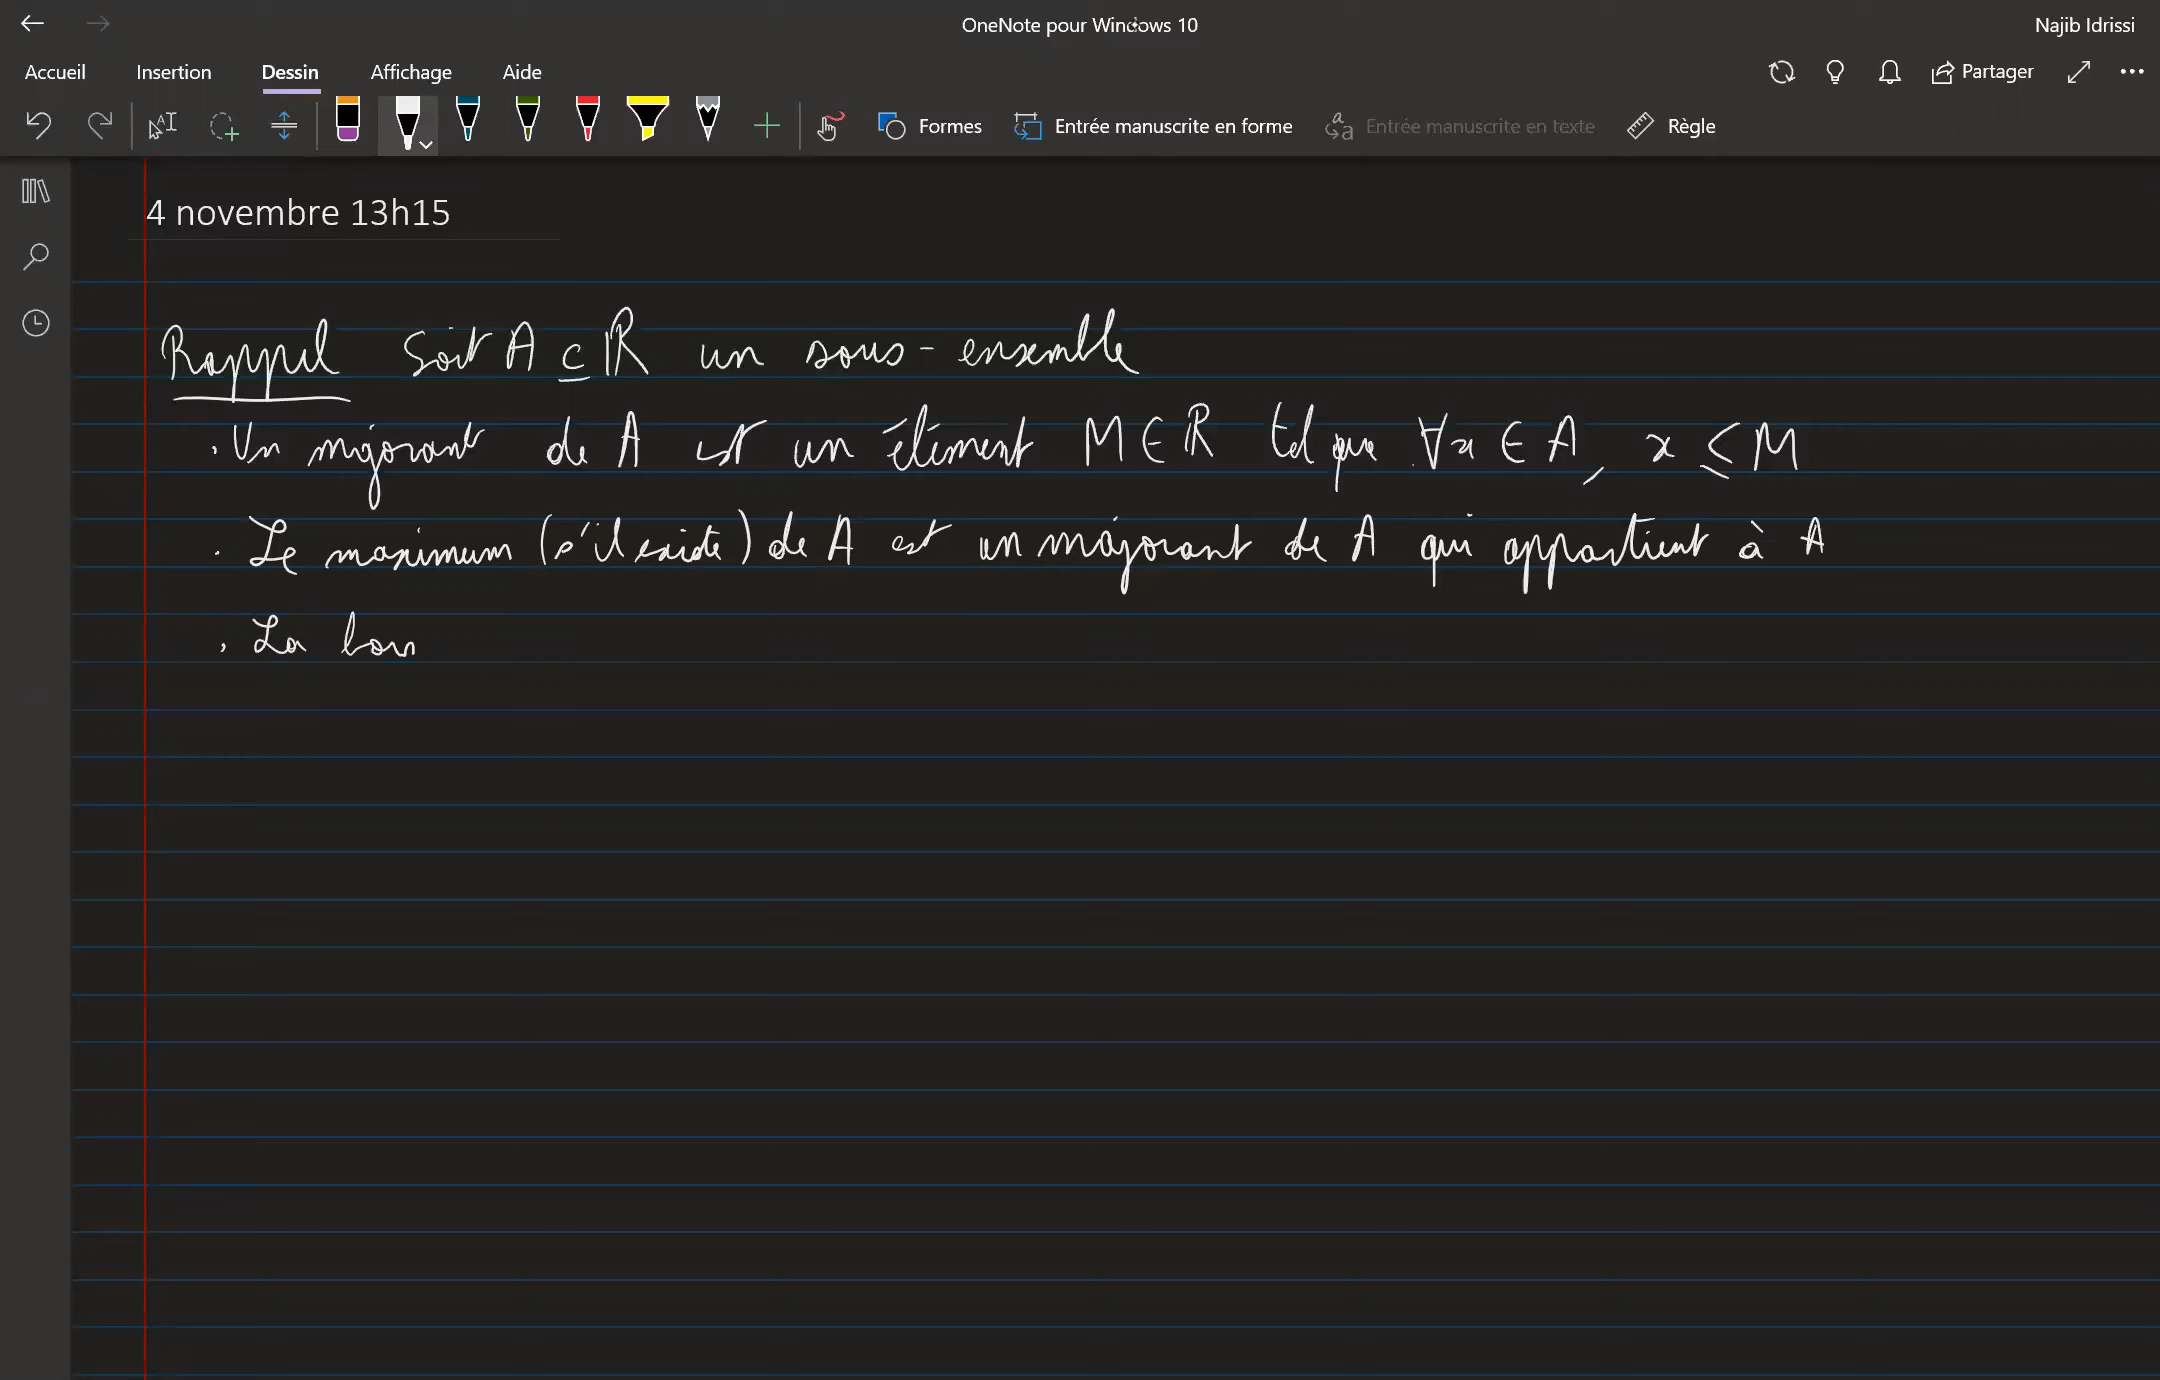 OneNote pour Windows 10
Najib Idrissi
Accueil Insertion Dessin Affichage Aide
Partager
Formes Entrée manuscrite en forme Entrée manuscrite en texte Règle
4 novembre 13h15
Rappel Soit A ⊆ ℝ un sous-ensemble
. Un majorant de A est un élément M ∈ ℝ tel que ∀x ∈ A, x ≤ M
. Le maximum (s'il existe) de A est un majorant de A qui appartient à A
. La born